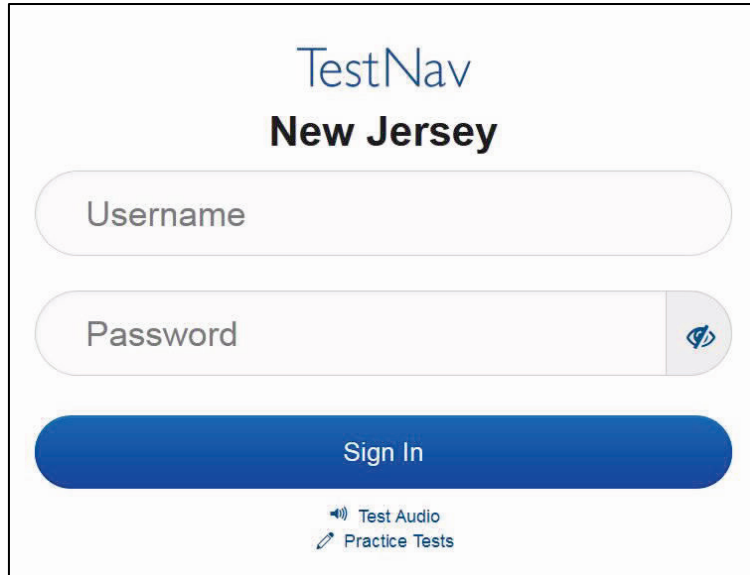 TestNav
New Jersey
Username
Password
Sign In
Test Audio
Practice Tests